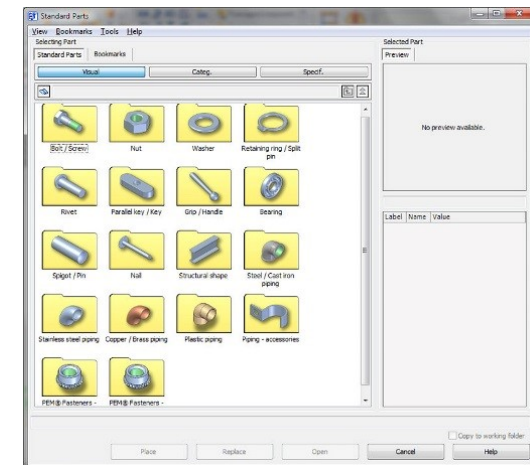 Standard Parts
View Bookmarks Tools Help
Selecting Part
Standard Parts Bookmarks
Visual Categ. Specif.
Bolt / Screw Nut Washer Retaining ring / Split pin
Rivet Parallel key / Key Grip / Handle Bearing
Spigot / Pin Nail Structural shape Steel / Cast iron piping
Stainless steel piping Copper / Brass piping Plastic piping Piping - accessories
PEM® Fasteners - PEM® Fasteners -
Selected Part
Preview
No preview available.
Label Name Value
Copy to working folder
Place Replace Open Cancel Help